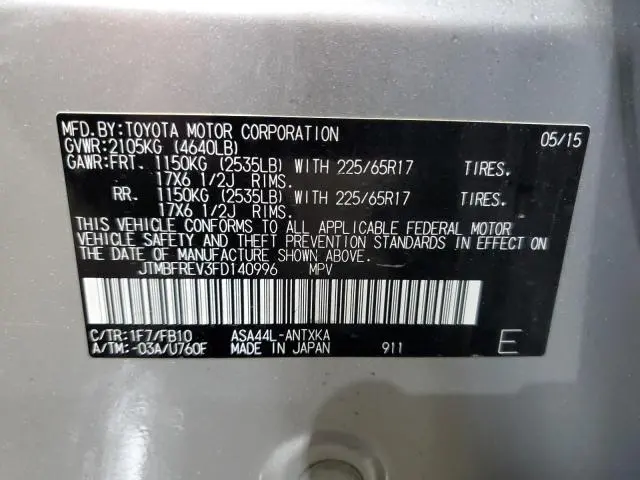 MFD.BY:TOYOTA MOTOR CORPORATION 05/15
GVWR:2105KG (4640LB)
GAWR:FRT. 1150KG (2535LB) WITH 225/65R17 TIRES.
17X6 1/2J RIMS.
RR. 1150KG (2535LB) WITH 225/65R17 TIRES.
17X6 1/2J RIMS.
THIS VEHICLE CONFORMS TO ALL APPLICABLE FEDERAL MOTOR
VEHICLE SAFETY AND THEFT PREVENTION STANDARDS IN EFFECT ON
THE DATE OF MANUFACTURE SHOWN ABOVE.
JTMBFREV3FD140996 MPV
C/TR:1F7/FB10 ASA44L-ANTXKA
A/TM:-03A/U760F MADE IN JAPAN 911 E